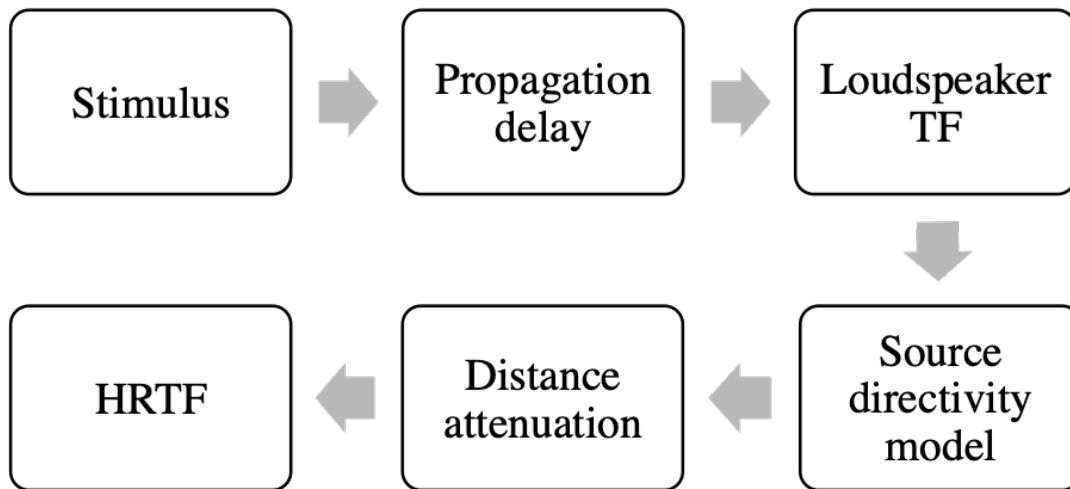 Stimulus
Propagation
delay
Loudspeaker
TF
Source
directivity
model
Distance
attenuation
HRTF